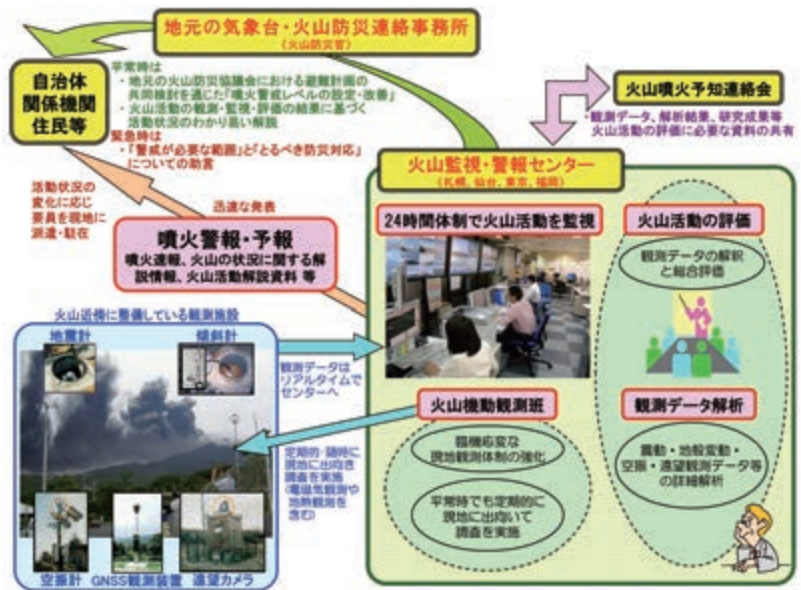 地元の気象台・火山防災連絡事務所
(火山防災官)
自治体
関係機関
住民等
平常時は
・地元の火山防災協議会における避難計画の
共同検討を通じた「噴火警戒レベルの設定・改善」
・火山活動の観測・監視・評価の結果に基づく
活動状況のわかり易い解説
緊急時は
・「警戒が必要な範囲」と「とるべき防災対応」
についての助言
火山噴火予知連絡会
・観測データ、解析結果、研究成果等
火山活動の評価に必要な資料の共有
火山監視・警報センター
(札幌、仙台、東京、福岡)
活動状況の
変化に応じ
要員を現地に
派遣・駐在
迅速な発表
噴火警報・予報
噴火速報、火山の状況に関する解
説情報、火山活動解説資料 等
24時間体制で火山活動を監視
火山活動の評価
観測データの解釈
と総合評価
火山近傍に整備している観測施設
地震計
傾斜計
観測データは
リアルタイムで
センターへ
火山機動観測班
臨機応変な
現地観測体制の強化
平常時でも定期的に
現地に出向いて
調査を実施
観測データ解析
震動・地殻変動・
空振・遠望観測データ等
の詳細解析
定期的・随時に
現地に出向き
調査を実施
(電磁気観測や
地熱観測を
含む)
空振計
GNSS観測装置
遠望カメラ